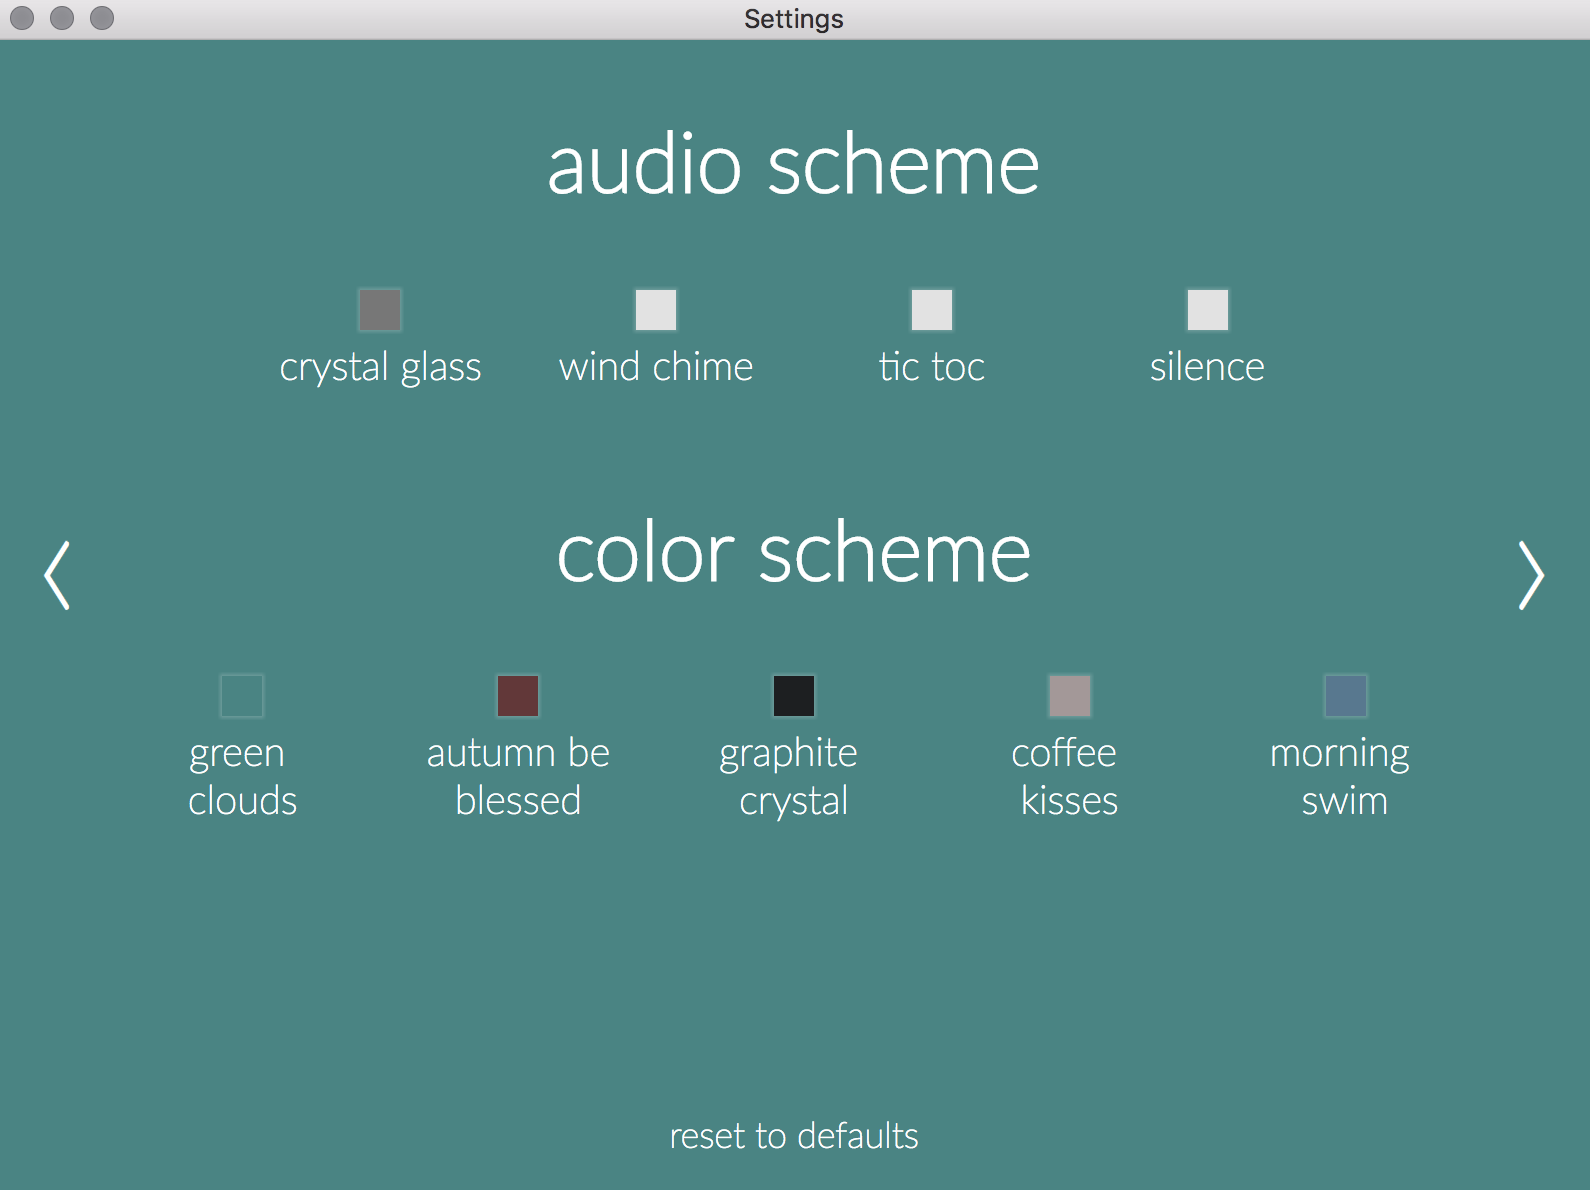 Settings
audio scheme
crystal glass
wind chime
tic toc
silence
color scheme
green
clouds
autumn be
blessed
graphite
crystal
coffee
kisses
morning
swim
reset to defaults